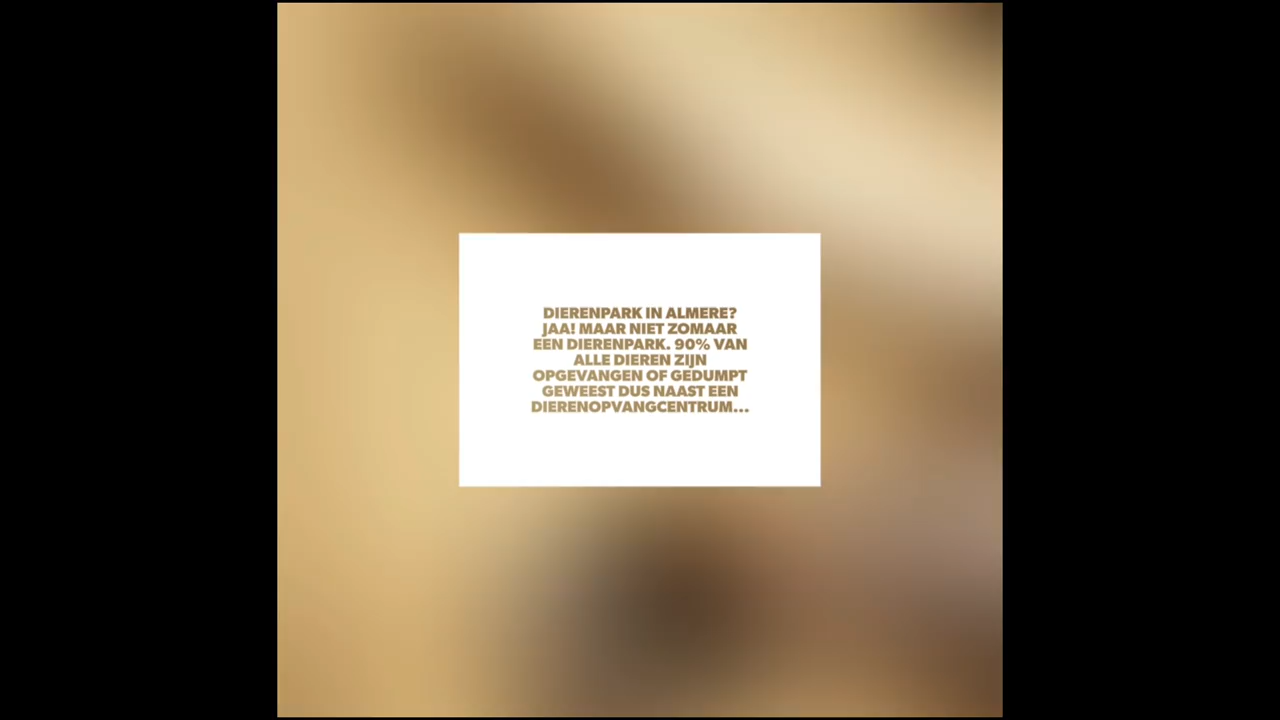 DIERENPARK IN ALMERE?
JAA! MAAR NIET ZOMAAR
EEN DIERENPARK. 90% VAN
ALLE DIEREN ZIJN
OPGEVANGEN OF GEDUMPT
GEWEEST DUS NAAST EEN
DIERENOPVANGCENTRUM...